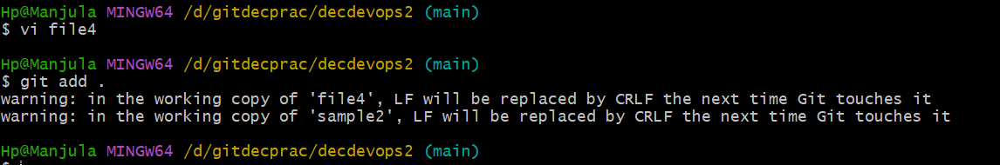 Hp@Manjula MINGW64 /d/gitdecprac/decdevops2 (main)
$ vi file4
Hp@Manjula MINGW64 /d/gitdecprac/decdevops2 (main)
$ git add .
warning: in the working copy of 'file4', LF will be replaced by CRLF the next time Git touches it
warning: in the working copy of 'sample2', LF will be replaced by CRLF the next time Git touches it
Hp@Manjula MINGW64 /d/gitdecprac/decdevops2 (main)
$